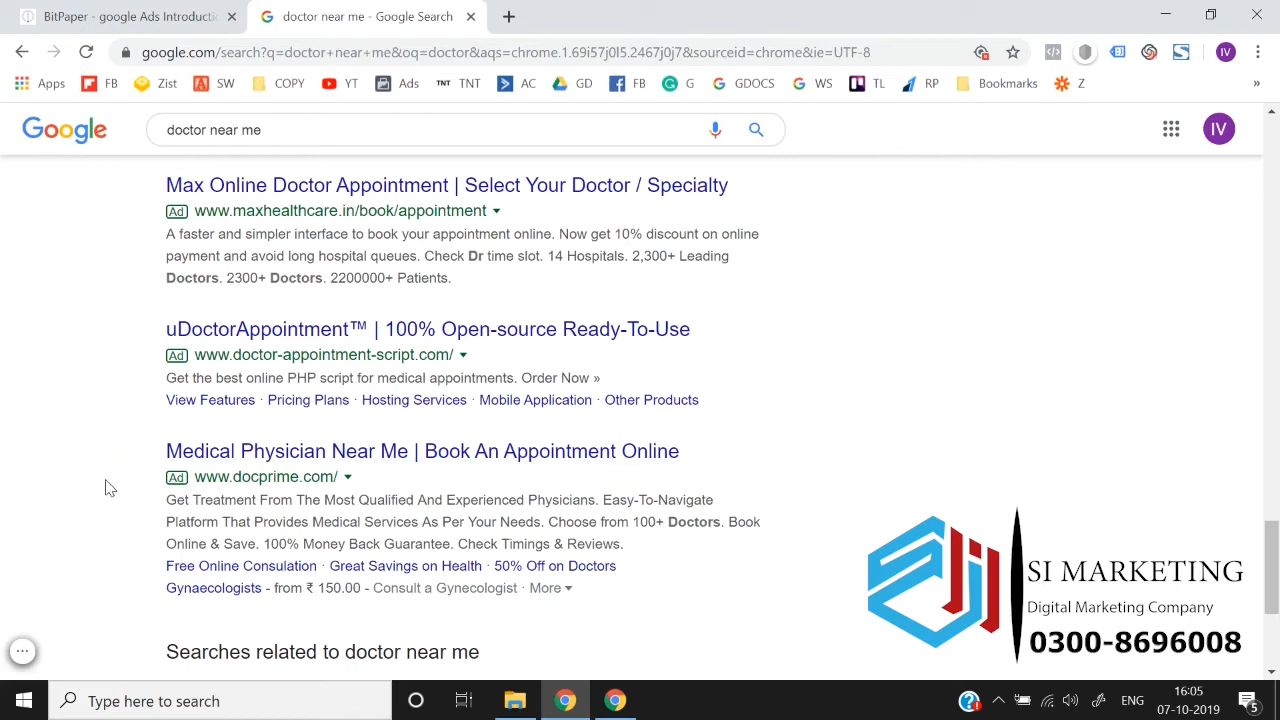 BitPaper - google Ads Introducti
doctor near me - Google Search
google.com/search?q=doctor+near+me&oq=doctor&aqs=chrome.1.69i57j0l5.2467j0j7&sourceid=chrome&ie=UTF-8
IV
Apps FB Zist SW COPY YT Ads TNT TNT AC GD FB G GDOCS WS TL RP Bookmarks Z »
Google doctor near me IV
Max Online Doctor Appointment | Select Your Doctor / Specialty
Ad www.maxhealthcare.in/book/appointment
A faster and simpler interface to book your appointment online. Now get 10% discount on online
payment and avoid long hospital queues. Check Dr time slot. 14 Hospitals. 2,300+ Leading
Doctors. 2300+ Doctors. 2200000+ Patients.
uDoctorAppointment™ | 100% Open-source Ready-To-Use
Ad www.doctor-appointment-script.com/
Get the best online PHP script for medical appointments. Order Now »
View Features · Pricing Plans · Hosting Services · Mobile Application · Other Products
Medical Physician Near Me | Book An Appointment Online
Ad www.docprime.com/
Get Treatment From The Most Qualified And Experienced Physicians. Easy-To-Navigate
Platform That Provides Medical Services As Per Your Needs. Choose from 100+ Doctors. Book
Online & Save. 100% Money Back Guarantee. Check Timings & Reviews.
Free Online Consulation · Great Savings on Health · 50% Off on Doctors
Gynaecologists - from ₹ 150.00 - Consult a Gynecologist · More
Searches related to doctor near me
SI MARKETING
Digital Marketing Company
0300-8696008
Type here to search
ENG
16:05
07-10-2019
5